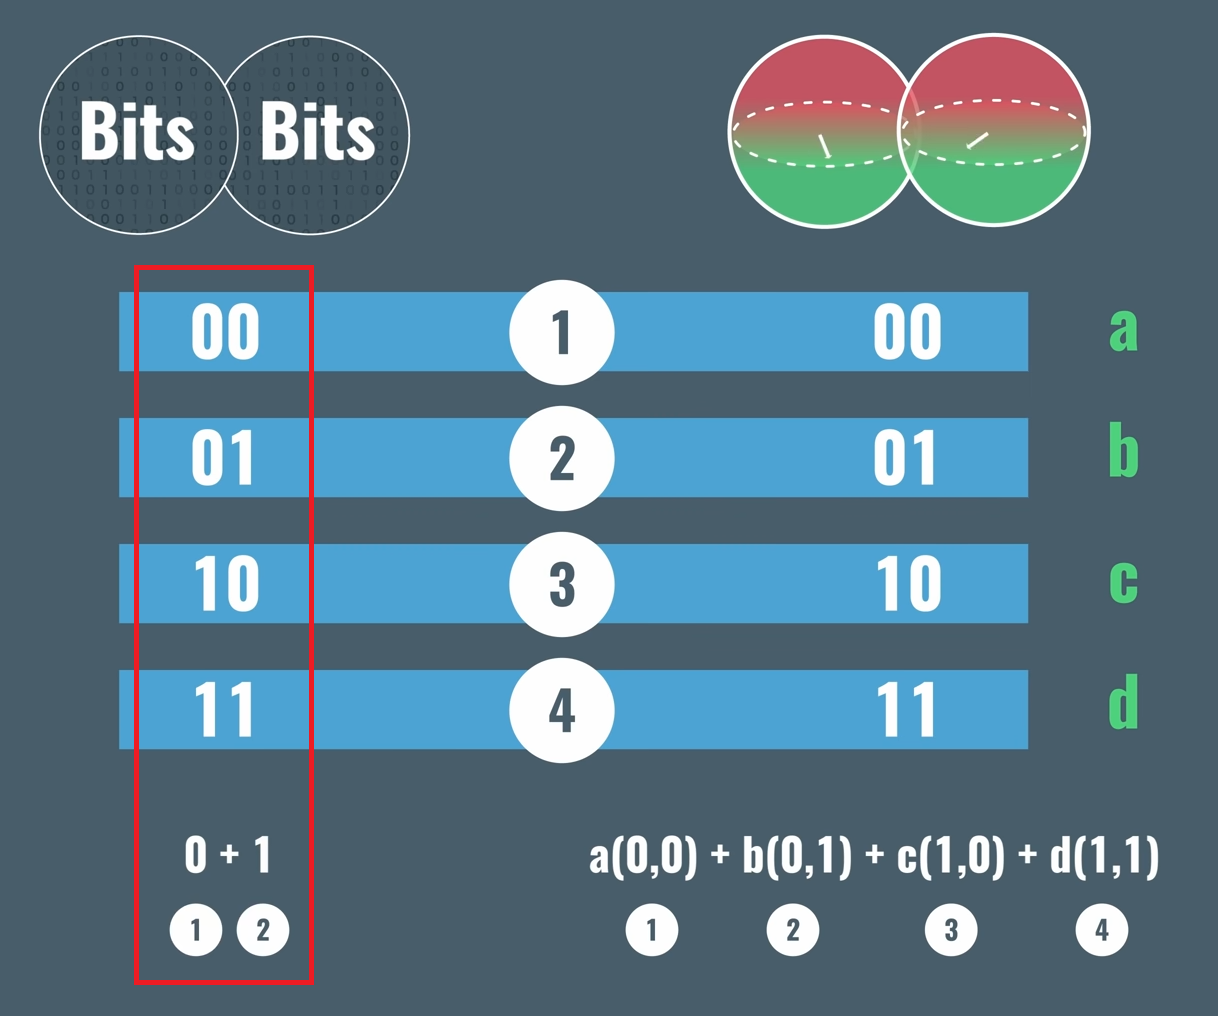 Bits Bits
00 1 00 a
01 2 01 b
10 3 10 c
11 4 11 d
0 + 1 a(0,0) + b(0,1) + c(1,0) + d(1,1)
1 2 1 2 3 4